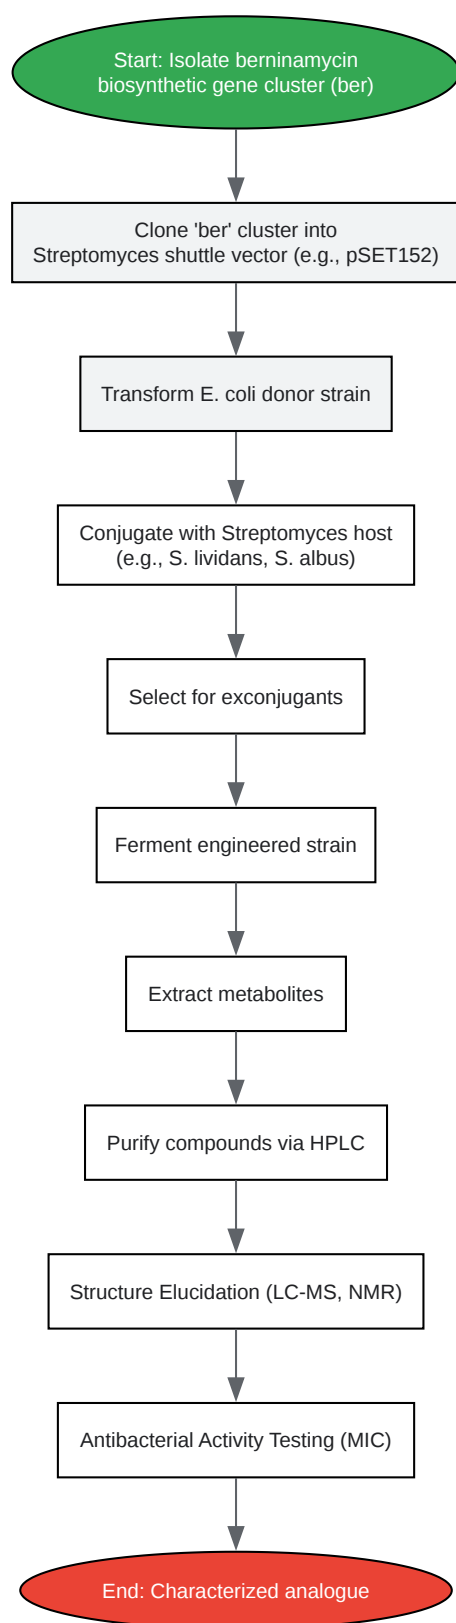 Start: Isolate berninamycin
biosynthetic gene cluster (ber)
Clone 'ber' cluster into
Streptomyces shuttle vector (e.g., pSET152)
Transform E. coli donor strain
Conjugate with Streptomyces host
(e.g., S. lividans, S. albus)
Select for exconjugants
Ferment engineered strain
Extract metabolites
Purify compounds via HPLC
Structure Elucidation (LC-MS, NMR)
Antibacterial Activity Testing (MIC)
End: Characterized analogue